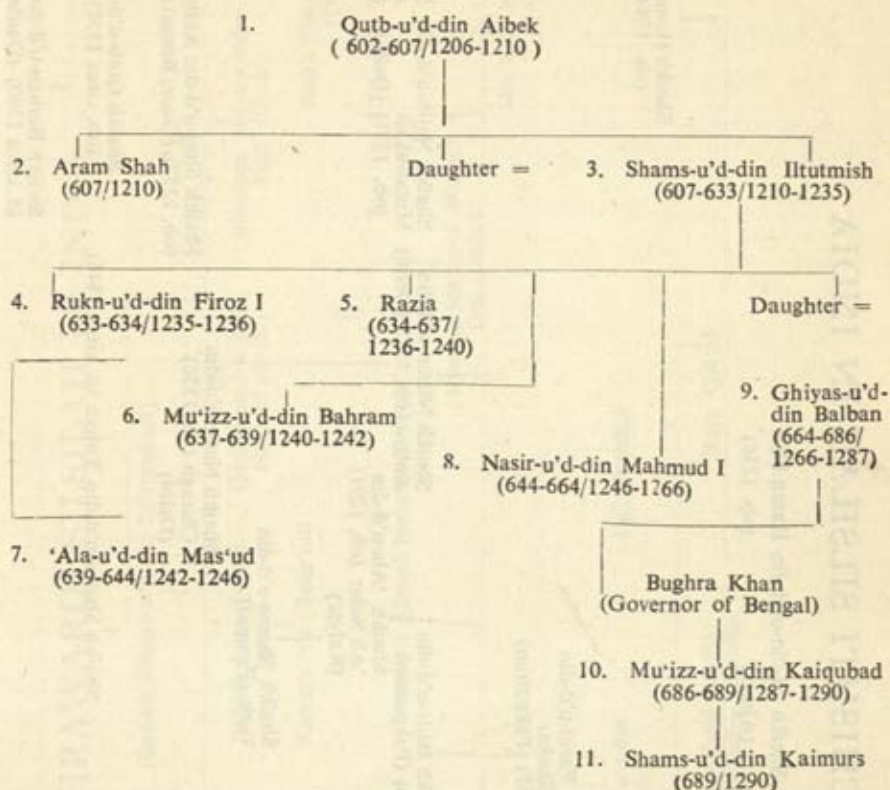 1. Qutb-u'd-din Aibek
( 602-607/1206-1210 )
2. Aram Shah
(607/1210)
Daughter =
3. Shams-u'd-din Iltutmish
(607-633/1210-1235)
4. Rukn-u'd-din Firoz I
(633-634/1235-1236)
5. Razia
(634-637/
1236-1240)
Daughter =
6. Mu‘izz-u'd-din Bahram
(637-639/1240-1242)
9. Ghiyas-u'd-
din Balban
(664-686/
1266-1287)
8. Nasir-u'd-din Mahmud I
(644-664/1246-1266)
7. ‘Ala-u'd-din Mas‘ud
(639-644/1242-1246)
Bughra Khan
(Governor of Bengal)
10. Mu‘izz-u'd-din Kaiqubad
(686-689/1287-1290)
11. Shams-u'd-din Kaimurs
(689/1290)